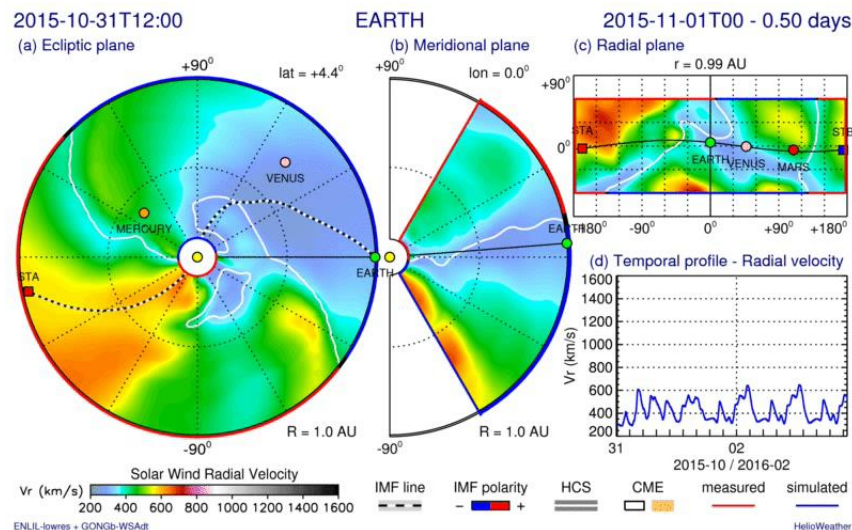 2015-10-31T12:00 EARTH 2015-11-01T00 - 0.50 days
(a) Ecliptic plane
+90°
lat = +4.4°
MERCURY
VENUS
STA
EARTH
-90°
R = 1.0 AU
(b) Meridional plane
+90°
lon = 0.0°
EARTH
-90°
R = 1.0 AU
(c) Radial plane
r = 0.99 AU
+90°
0°
STA
EARTH
VENUS
MARS
STB
-180° -90° 0° +90° +180°
(d) Temporal profile - Radial velocity
Vr (km/s)
1600
1400
1200
1000
800
600
400
200
31 02
2015-10 / 2016-02
Solar Wind Radial Velocity
Vr (km/s)
200 400 600 800 1000 1200 1400 1600
IMF line
IMF polarity
- +
HCS
CME
measured
simulated
ENLIL-lowres + GONGb-WSAdt
HelioWeather